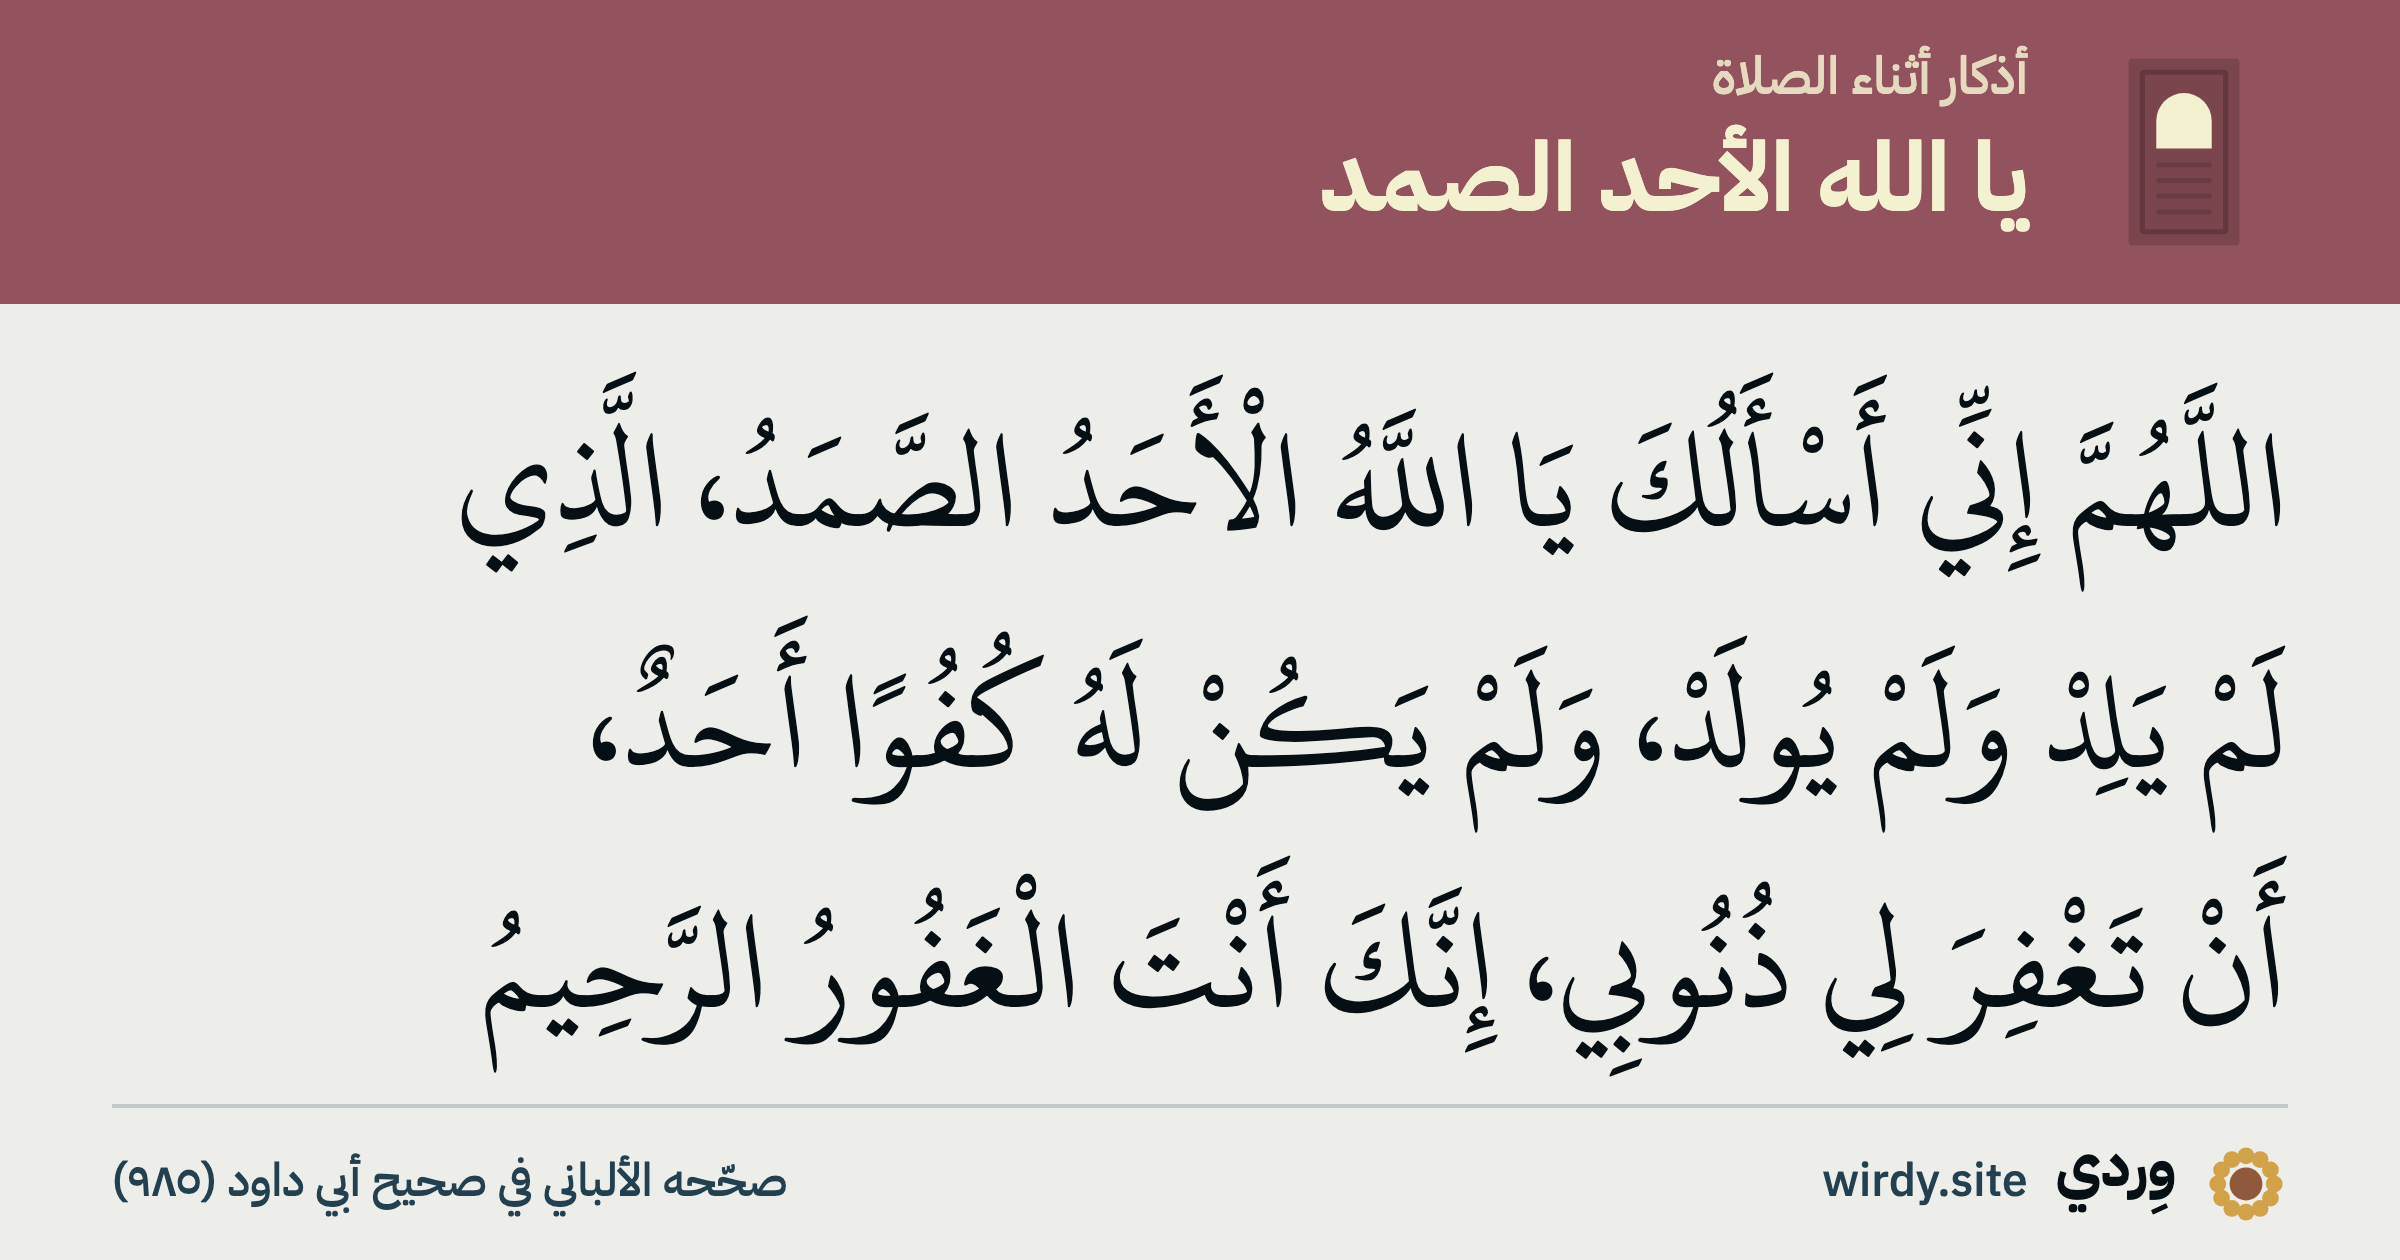 أذكار أثناء الصلاة
يا الله الأحد الصمد
اللَّهُمَّ إِنِّي أَسْأَلُكَ يَا اللَّهُ الْأَحَدُ الصَّمَدُ، الَّذِي
لَمْ يَلِدْ وَلَمْ يُولَدْ، وَلَمْ يَكُنْ لَهُ كُفُوًا أَحَدٌ،
أَنْ تَغْفِرَ لِي ذُنُوبِي، إِنَّكَ أَنْتَ الْغَفُورُ الرَّحِيمُ
وِردي wirdy.site
صحّحه الألباني في صحيح أبي داود (٩٨٥)